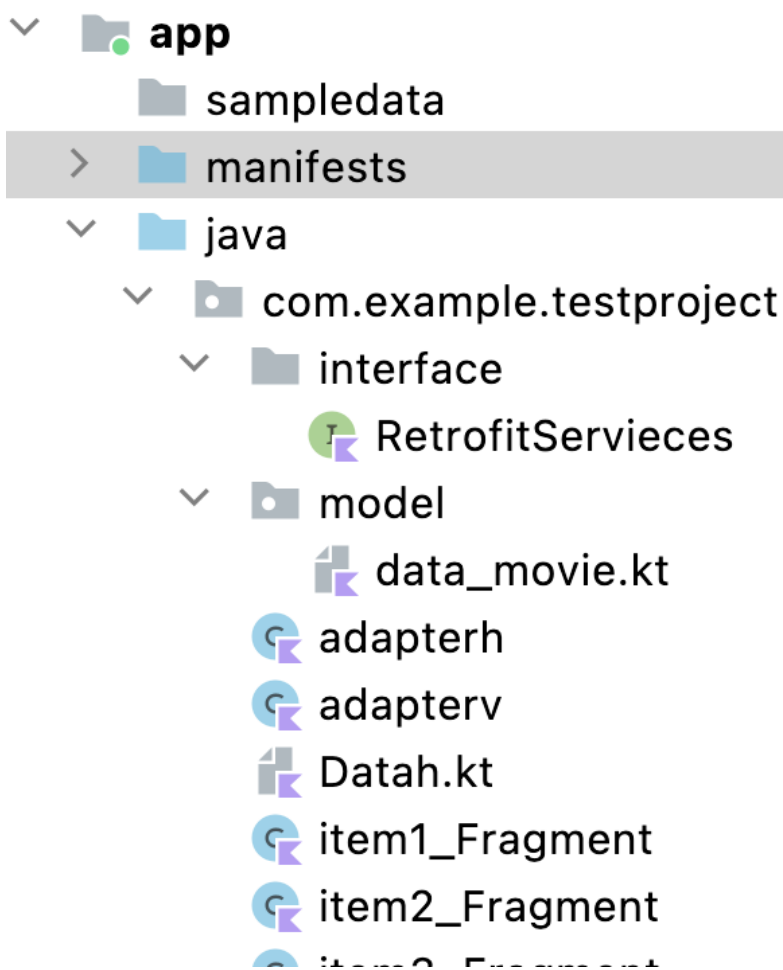 app
sampledata
manifests
java
com.example.testproject
interface
RetrofitServieces
model
data_movie.kt
adapterh
adapterv
Datah.kt
item1_Fragment
item2_Fragment